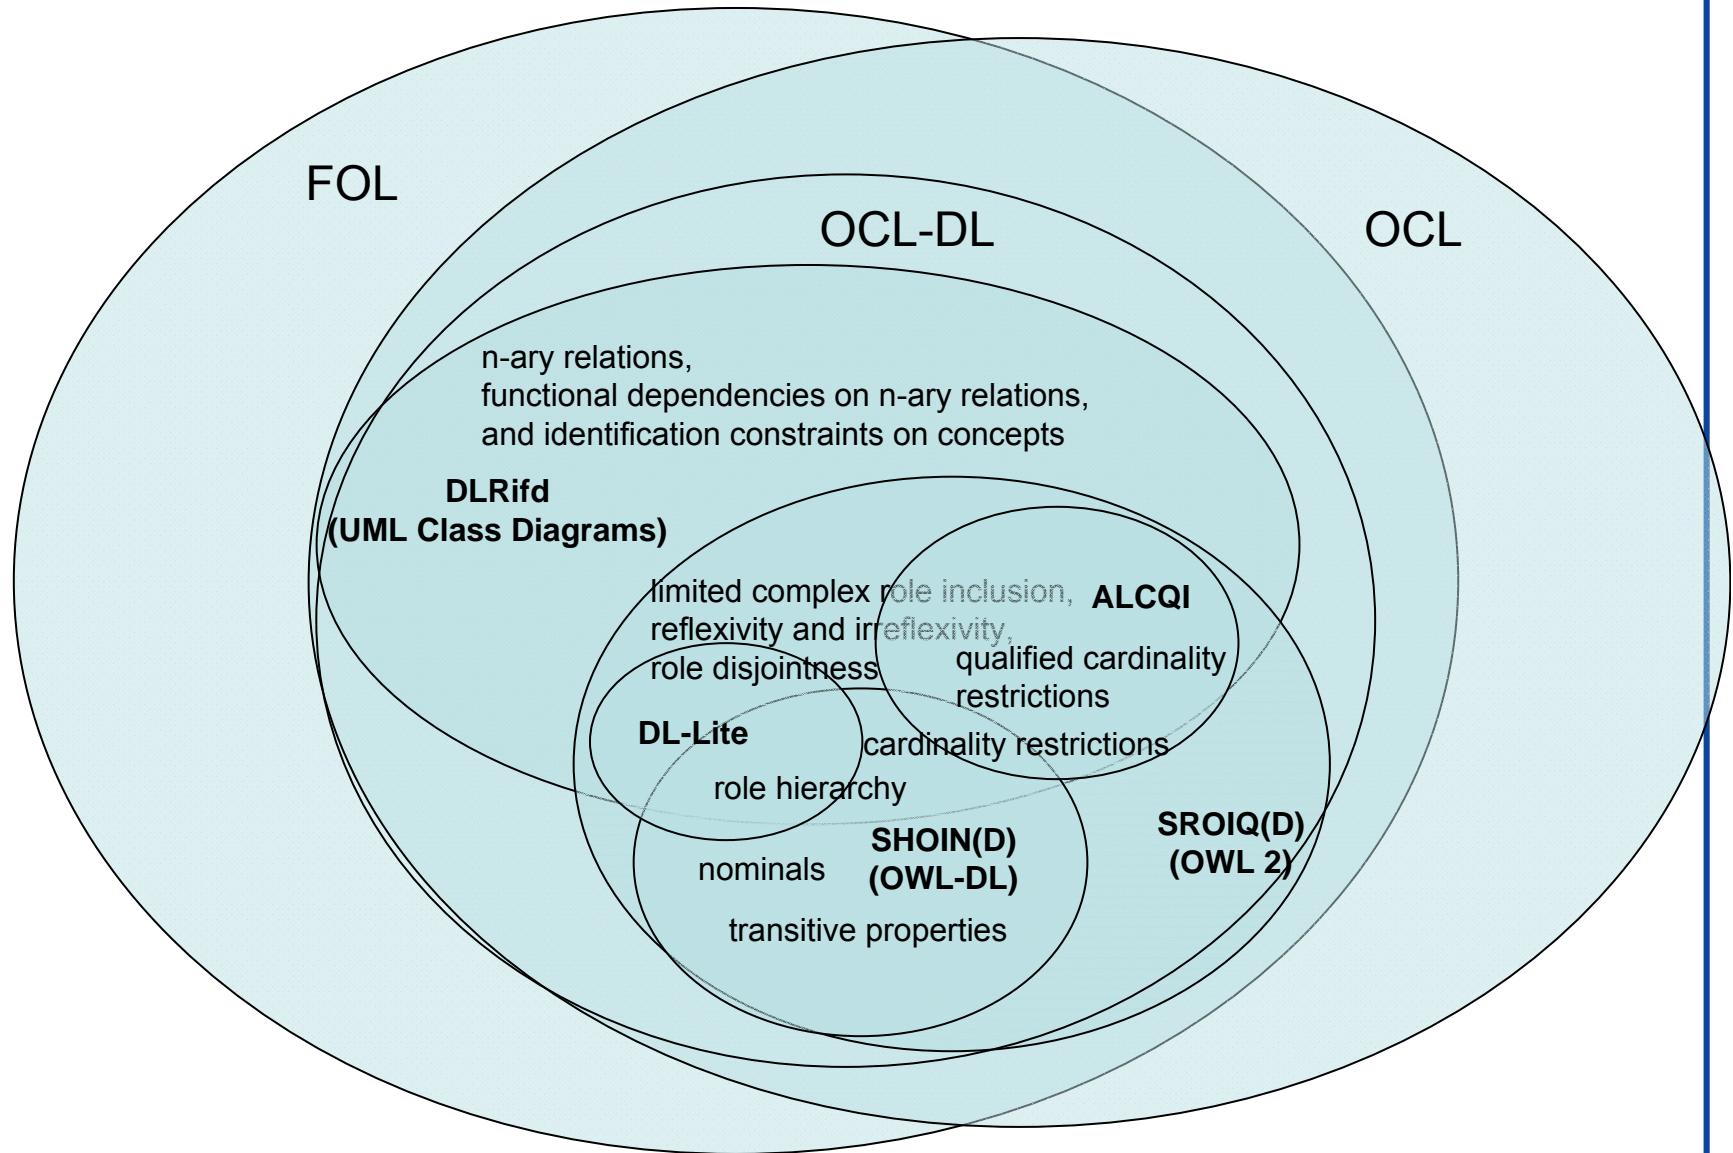 FOL
OCL-DL
OCL
n-ary relations,
functional dependencies on n-ary relations,
and identification constraints on concepts
DLRifd
(UML Class Diagrams)
limited complex role inclusion,
reflexivity and irreflexivity,
role disjointness
ALCQI
qualified cardinality
restrictions
DL-Lite
cardinality restrictions
role hierarchy
SHOIN(D)
(OWL-DL)
SROIQ(D)
(OWL 2)
nominals
transitive properties